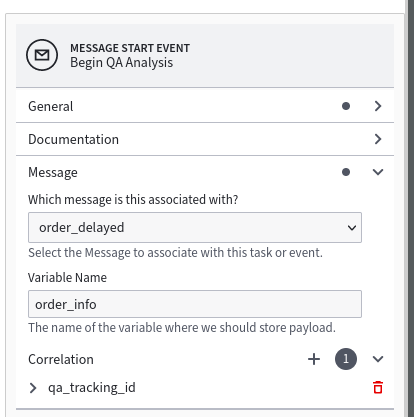 MESSAGE START EVENT
Begin QA Analysis
General
Documentation
Message
Which message is this associated with?
order_delayed
Select the Message to associate with this task or event.
Variable Name
order_info
The name of the variable where we should store payload.
Correlation 1
qa_tracking_id